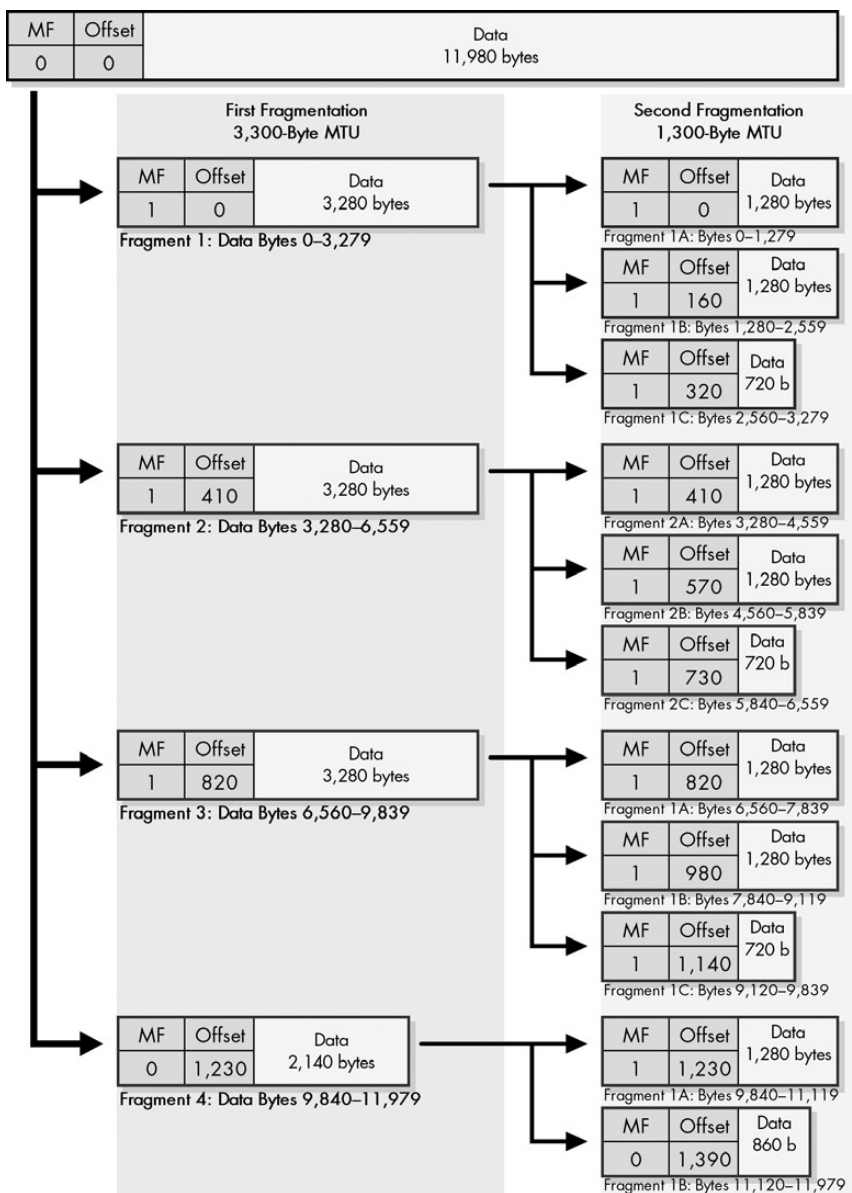 MF Offset Data
0 0 11,980 bytes
First Fragmentation
3,300-Byte MTU
Second Fragmentation
1,300-Byte MTU
MF Offset Data
1 0 3,280 bytes
Fragment 1: Data Bytes 0–3,279
MF Offset Data
1 0 1,280 bytes
Fragment 1A: Bytes 0–1,279
MF Offset Data
1 160 1,280 bytes
Fragment 1B: Bytes 1,280–2,559
MF Offset Data
1 320 720 b
Fragment 1C: Bytes 2,560–3,279
MF Offset Data
1 410 3,280 bytes
Fragment 2: Data Bytes 3,280–6,559
MF Offset Data
1 410 1,280 bytes
Fragment 2A: Bytes 3,280–4,559
MF Offset Data
1 570 1,280 bytes
Fragment 2B: Bytes 4,560–5,839
MF Offset Data
1 730 720 b
Fragment 2C: Bytes 5,840–6,559
MF Offset Data
1 820 3,280 bytes
Fragment 3: Data Bytes 6,560–9,839
MF Offset Data
1 820 1,280 bytes
Fragment 1A: Bytes 6,560–7,839
MF Offset Data
1 980 1,280 bytes
Fragment 1B: Bytes 7,840–9,119
MF Offset Data
1 1,140 720 b
Fragment 1C: Bytes 9,120–9,839
MF Offset Data
0 1,230 2,140 bytes
Fragment 4: Data Bytes 9,840–11,979
MF Offset Data
1 1,230 1,280 bytes
Fragment 1A: Bytes 9,840–11,119
MF Offset Data
0 1,390 860 b
Fragment 1B: Bytes 11,120–11,979